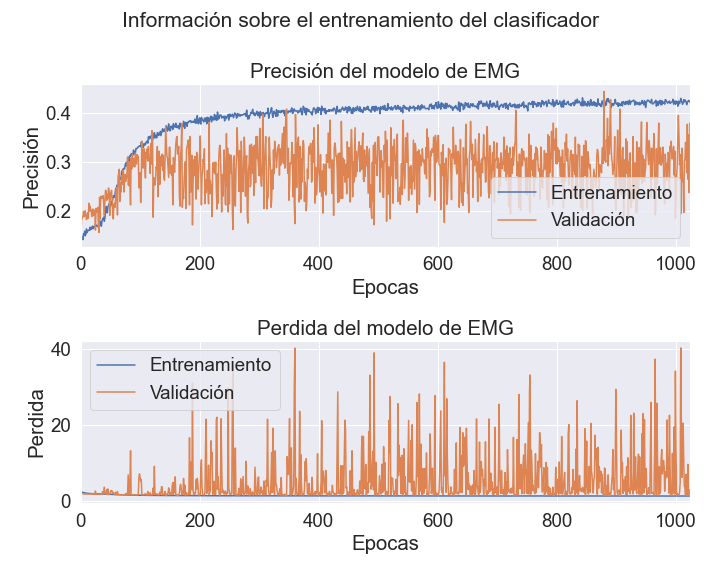 Información sobre el entrenamiento del clasificador
Precisión del modelo de EMG
Precisión
0.4
0.3
0.2
0 200 400 600 800 1000
Epocas
Entrenamiento
Validación
Perdida del modelo de EMG
Perdida
40
20
0
0 200 400 600 800 1000
Epocas
Entrenamiento
Validación